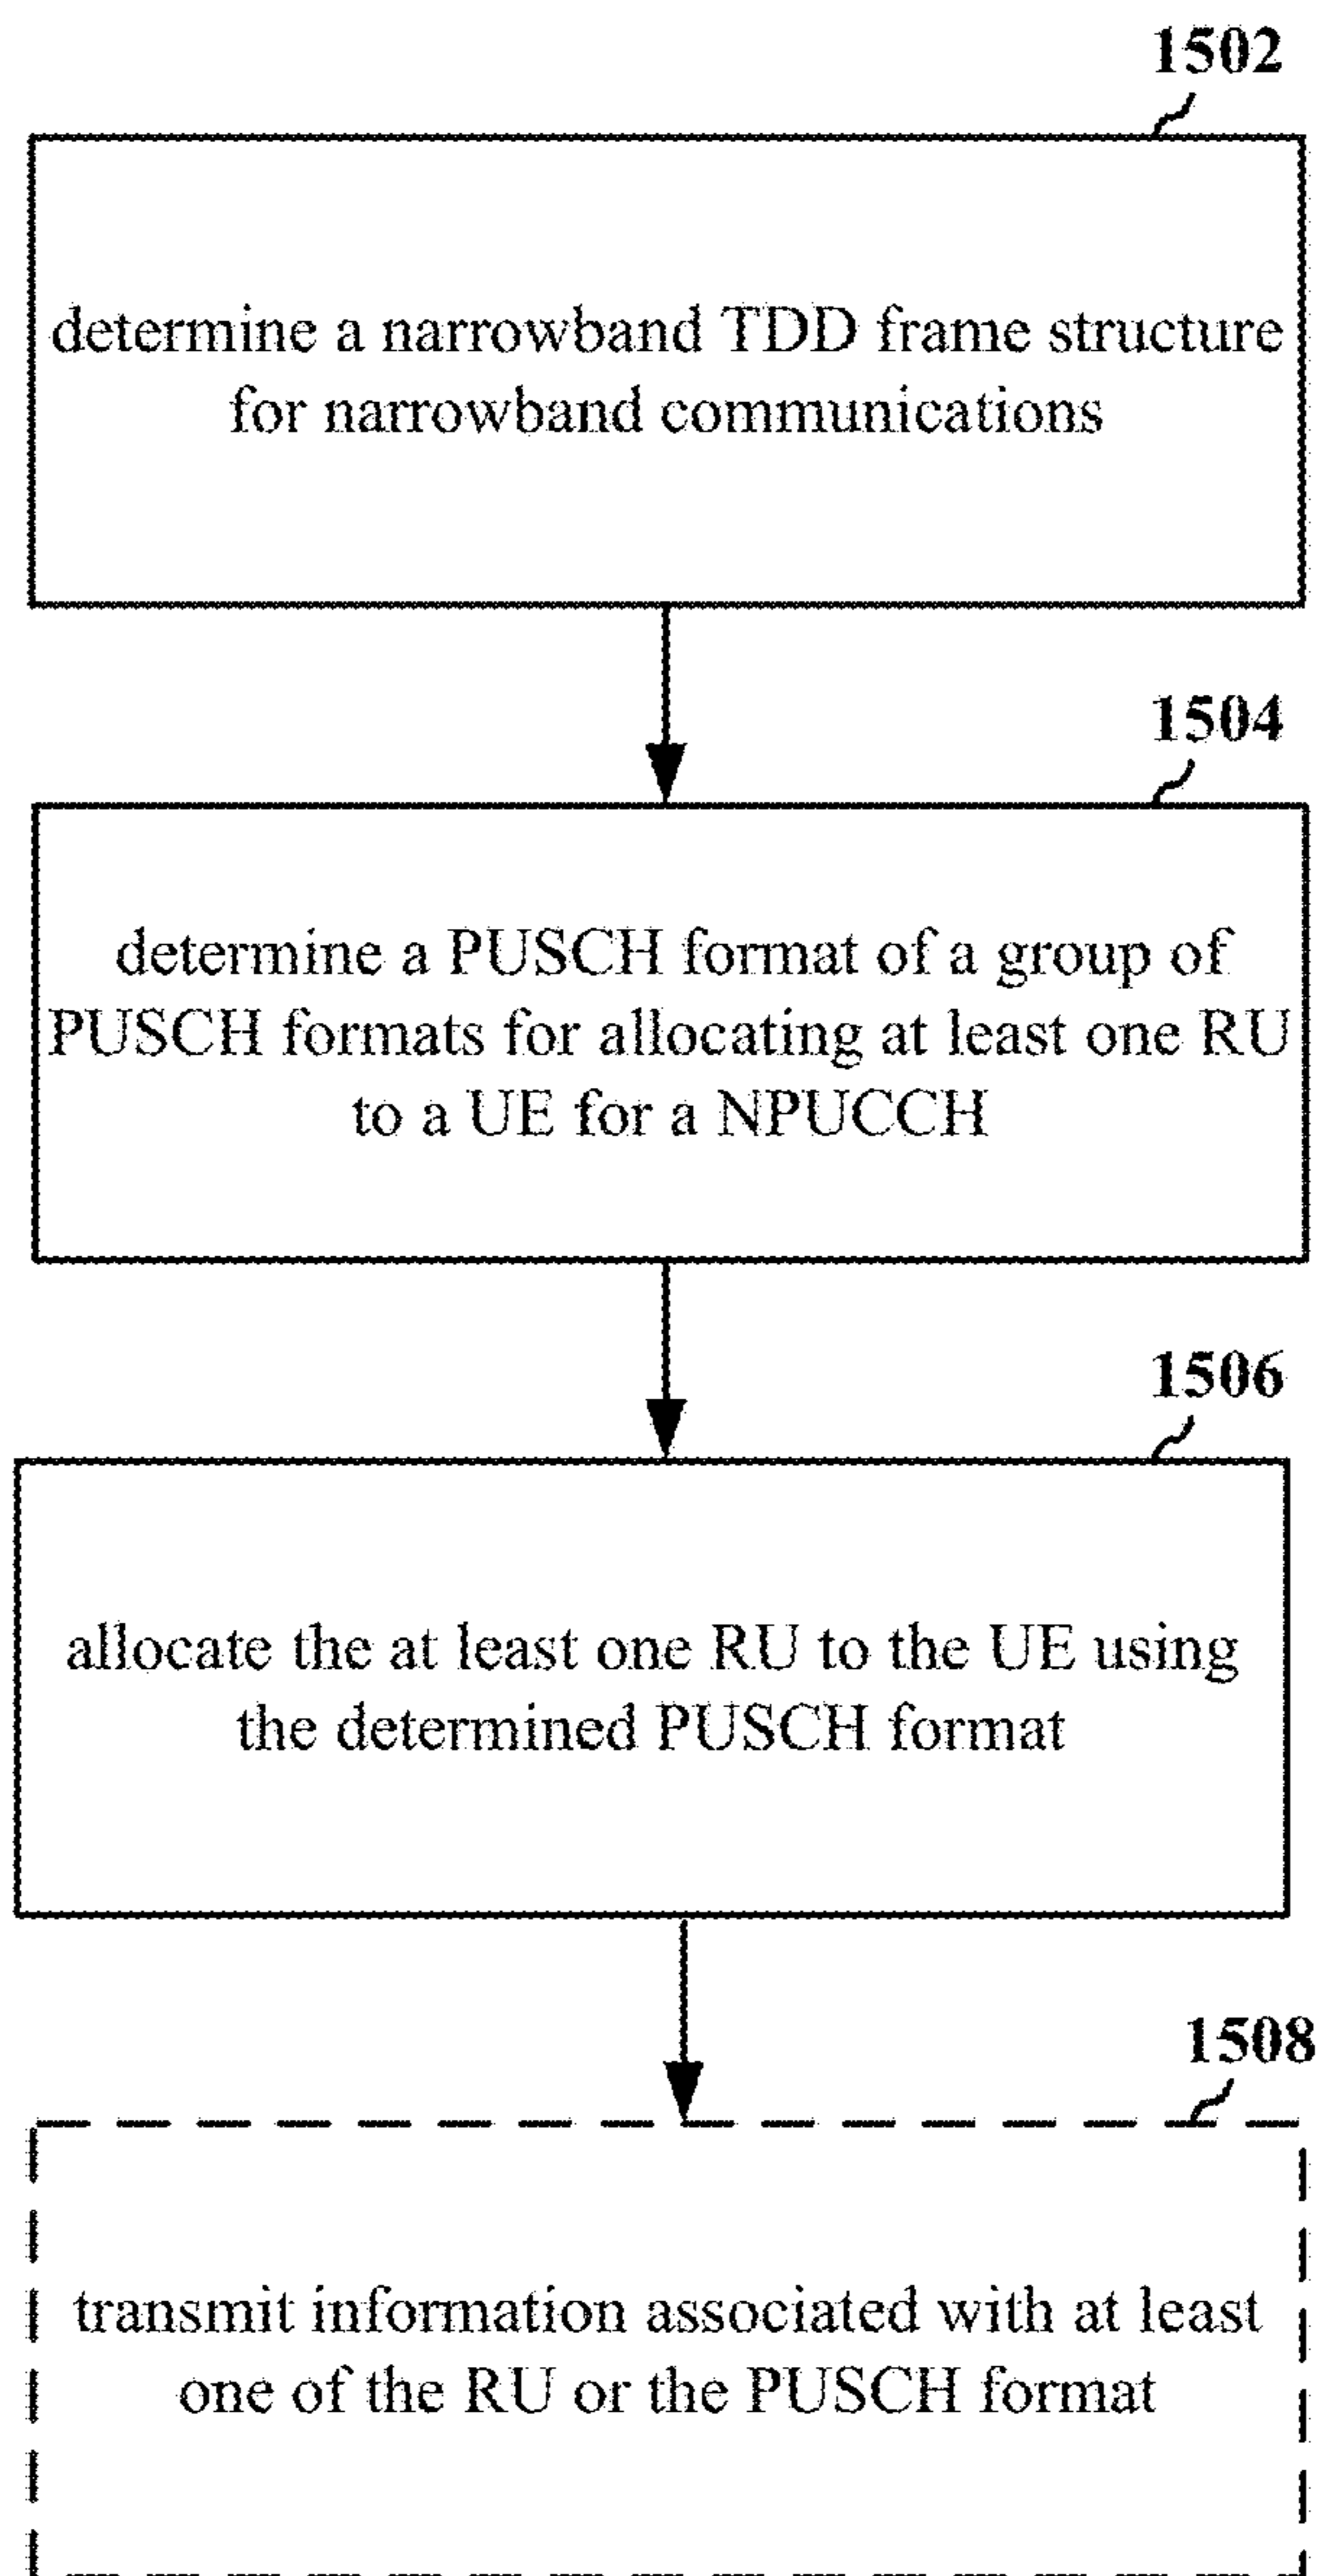 1502
determine a narrowband TDD frame structure
for narrowband communications
1504
determine a PUSCH format of a group of
PUSCH formats for allocating at least one RU
to a UE for a NPUCCH
1506
allocate the at least one RU to the UE using
the determined PUSCH format
1508
transmit information associated with at least
one of the RU or the PUSCH format